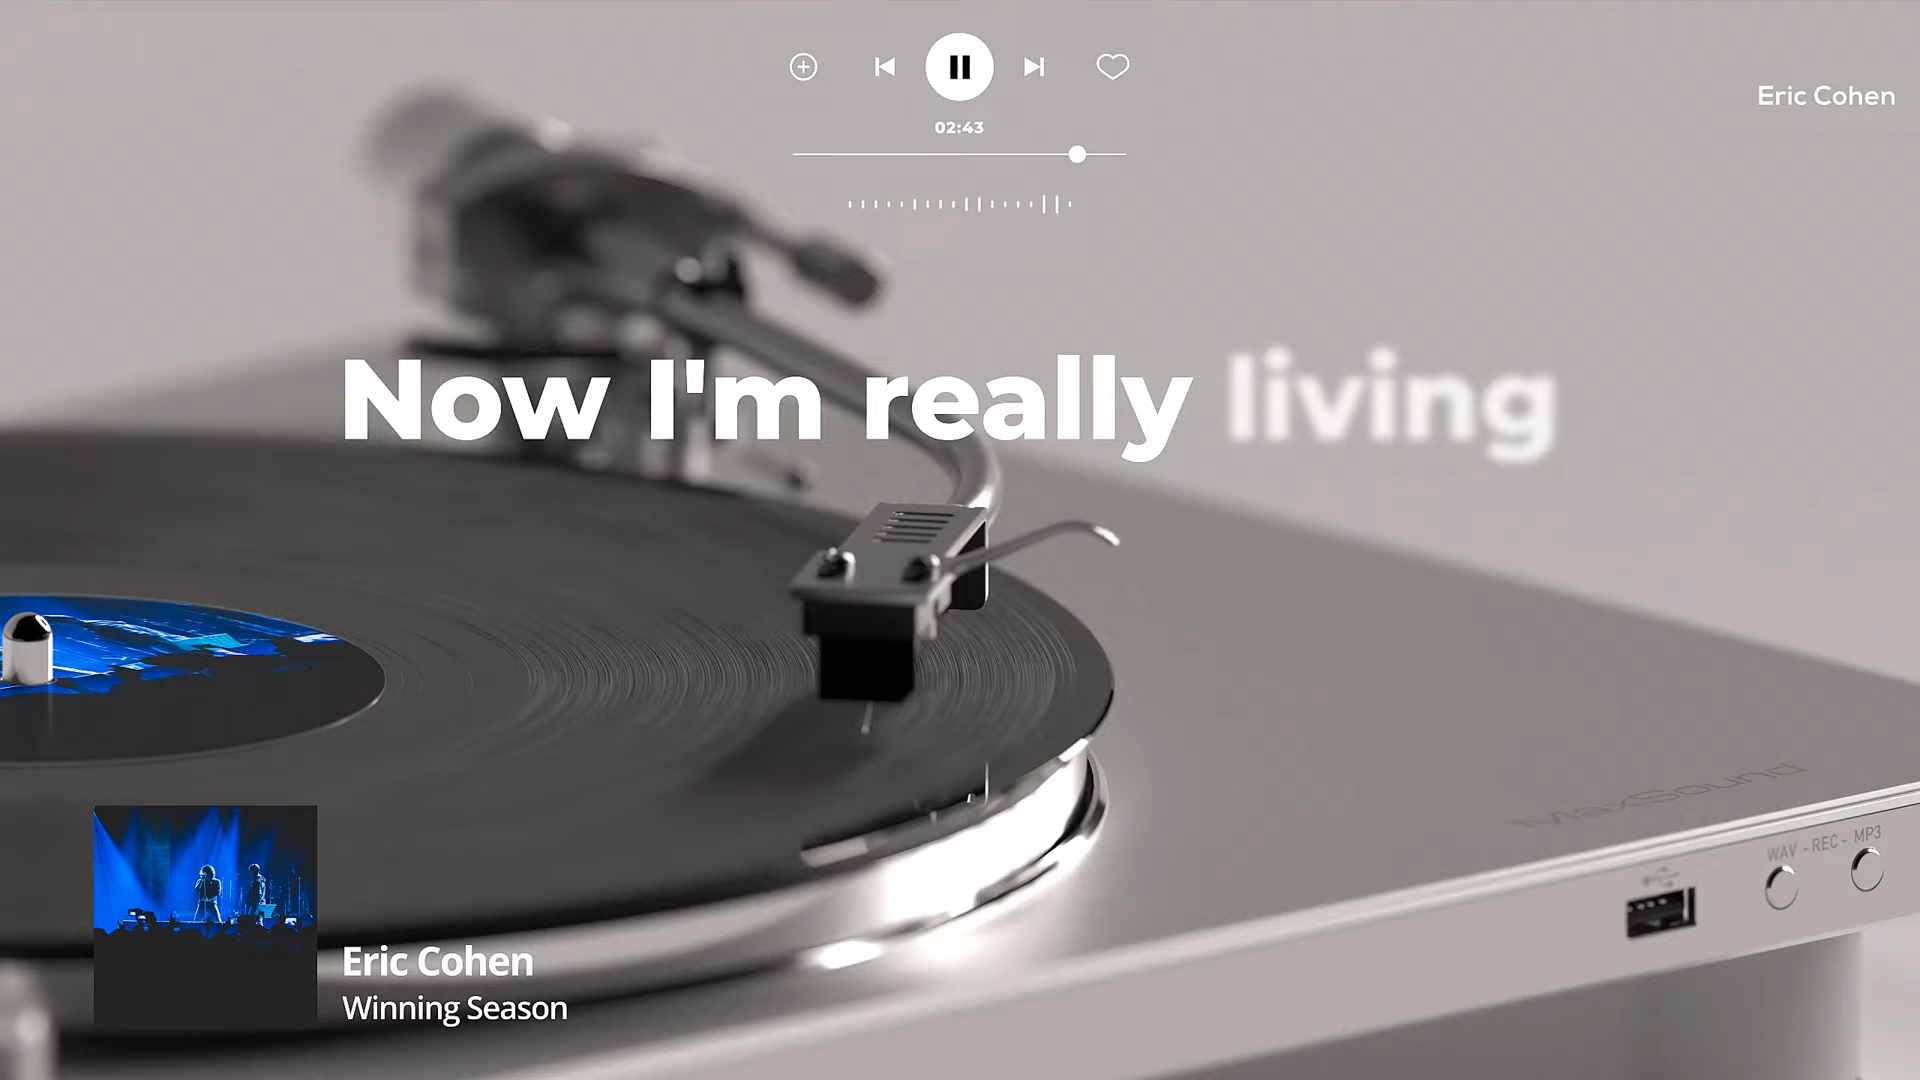 Eric Cohen
02:43
Now I'm really living
MaxSound
WAV - REC - MP3
Eric Cohen
Winning Season